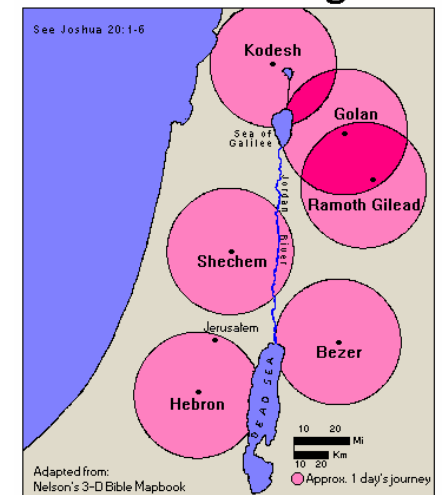 See Joshua 20:1-6
Kodesh
Golan
Sea of
Galilee
Jordan River
Ramoth Gilead
Shechem
Jerusalem
Bezer
Hebron
DEAD SEA
10 20
Mi
Km
10 20
Approx. 1 day's journey
Adapted from:
Nelson's 3-D Bible Mapbook